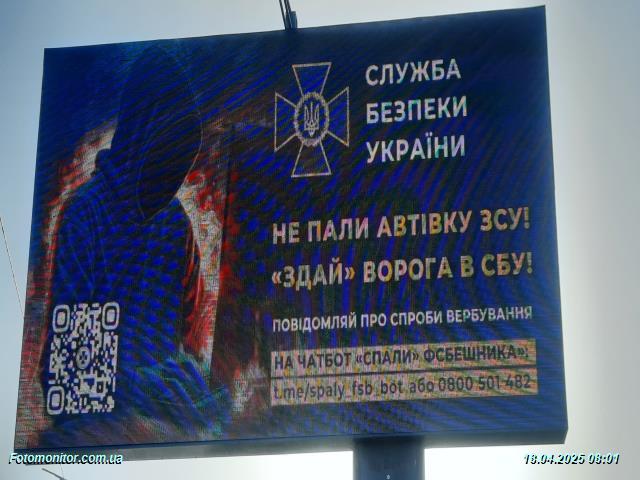 СЛУЖБА
БЕЗПЕКИ
УКРАЇНИ
НЕ ПАЛИ АВТІВКУ ЗСУ!
«ЗДАЙ» ВОРОГА В СБУ!
ПОВІДОМЛЯЙ ПРО СПРОБИ ВЕРБУВАННЯ
НА ЧАТБОТ «СПАЛИ» ФСБЕШНИКА»:
t.me/spaly_fsb_bot або 0800 501 482
Fotomonitor.com.ua
18.04.2025 08:01